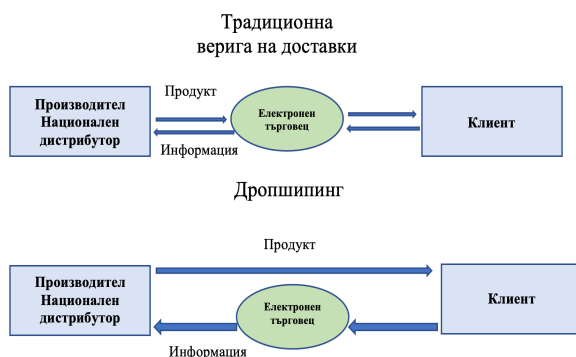 Традиционна
верига на доставки
Продукт
Производител
Национален
дистрибутор
Електронен
търговец
Клиент
Информация
Дропшипинг
Продукт
Производител
Национален
дистрибутор
Електронен
търговец
Клиент
Информация